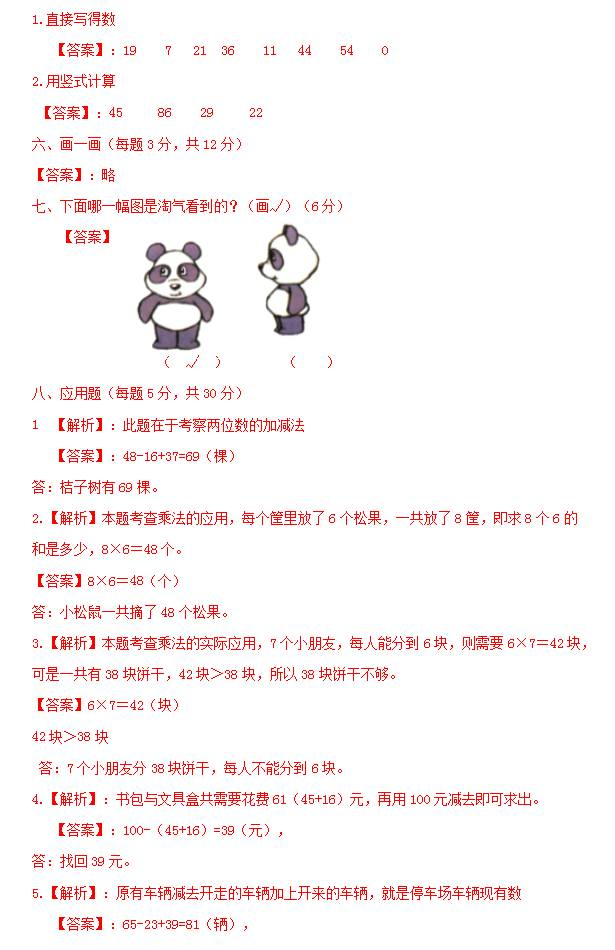 1.直接写得数
【答案】：19 7 21 36 11 44 54 0
2.用竖式计算
【答案】：45 86 29 22
六、画一画（每题3分，共12分）
【答案】：略
七、下面哪一幅图是淘气看到的？（画√）（6分）
【答案】
（ √ ） （ ）
八、应用题（每题5分，共30分）
1 【解析】：此题在于考察两位数的加减法
【答案】：48-16+37=69（棵）
答：桔子树有69棵。
2.【解析】本题考查乘法的应用，每个筐里放了6个松果，一共放了8筐，即求8个6的
和是多少，8×6＝48个。
【答案】8×6＝48（个）
答：小松鼠一共摘了48个松果。
3.【解析】本题考查乘法的实际应用，7个小朋友，每人能分到6块，则需要6×7＝42块，
可是一共有38块饼干，42块＞38块，所以38块饼干不够。
【答案】6×7＝42（块）
42块＞38块
答：7个小朋友分38块饼干，每人不能分到6块。
4.【解析】：书包与文具盒共需要花费61（45+16）元，再用100元减去即可求出。
【答案】：100-（45+16）=39（元），
答：找回39元。
5.【解析】：原有车辆减去开走的车辆加上开来的车辆，就是停车场车辆现有数
【答案】：65-23+39=81（辆），